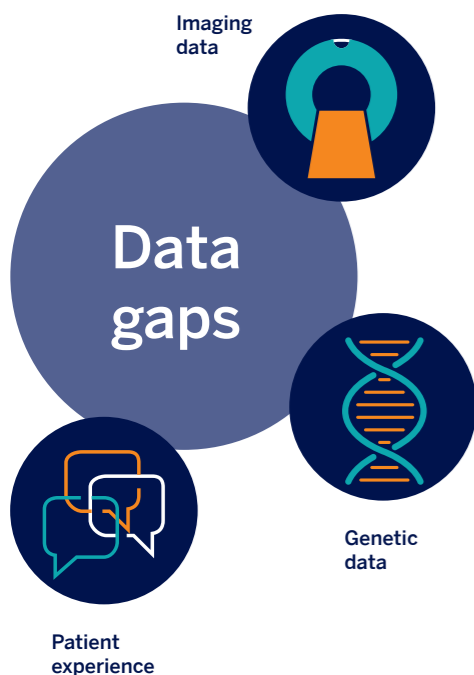 Imaging
data
Data
gaps
Genetic
data
Patient
experience